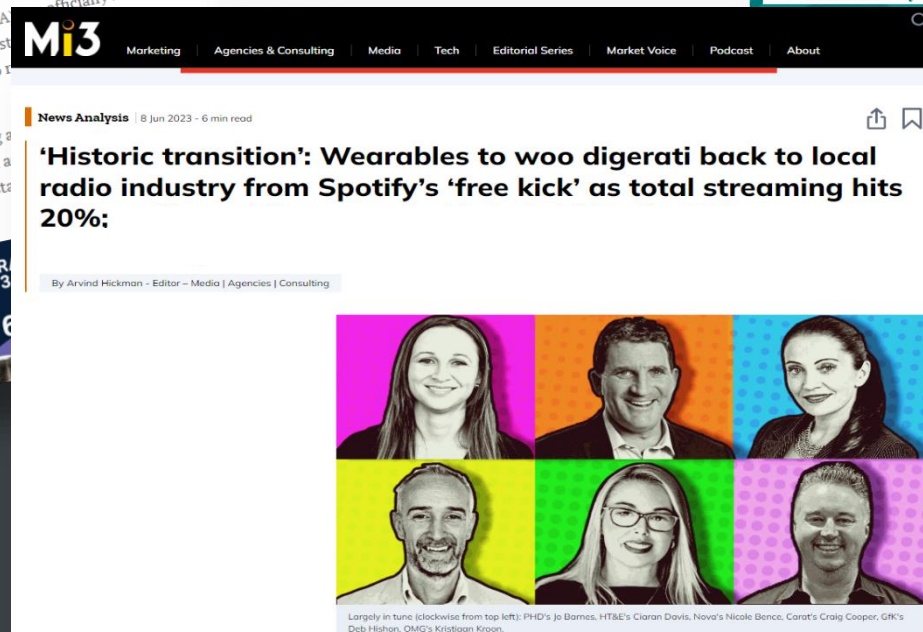 Mi3
Marketing
Agencies & Consulting
Media
Tech
Editorial Series
Market Voice
Podcast
About
News Analysis 8 Jun 2023 - 6 min read
‘Historic transition’: Wearables to woo digerati back to local
radio industry from Spotify’s ‘free kick’ as total streaming hits
20%;
By Arvind Hickman - Editor – Media | Agencies | Consulting
Largely in tune (clockwise from top left): PHD's Jo Barnes, HT&E's Ciaran Davis, Nova's Nicole Bence, Carat's Craig Cooper, GfK's
Deb Hishon, OMG's Kristiaan Kroon.